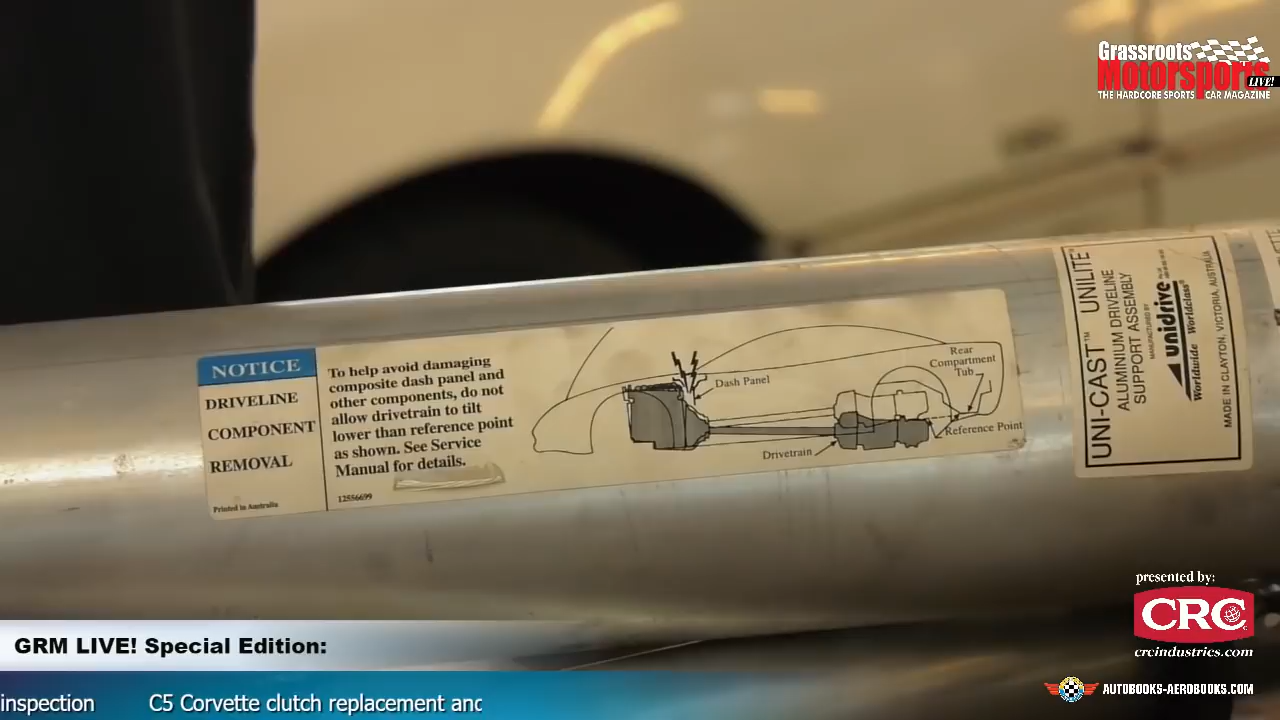 Grassroots
Motorsports
LIVE!
THE HARDCORE SPORTS CAR MAGAZINE
NOTICE
DRIVELINE
COMPONENT
REMOVAL
Printed in Australia
To help avoid damaging
composite dash panel and
other components, do not
allow drivetrain to tilt
lower than reference point
as shown. See Service
Manual for details.
12556699
Dash Panel
Rear
Compartment
Tub
Reference Point
Drivetrain
UNI-CAST™ UNILITE™
ALUMINIUM DRIVELINE
SUPPORT ASSEMBLY
MANUFACTURED BY
unidrive
Worldwide Worldclass
MADE IN CLAYTON, VICTORIA, AUSTRALIA
presented by:
CRC
crcindustries.com
GRM LIVE! Special Edition:
inspection C5 Corvette clutch replacement and
AUTOBOOKS-AEROBOOKS.COM